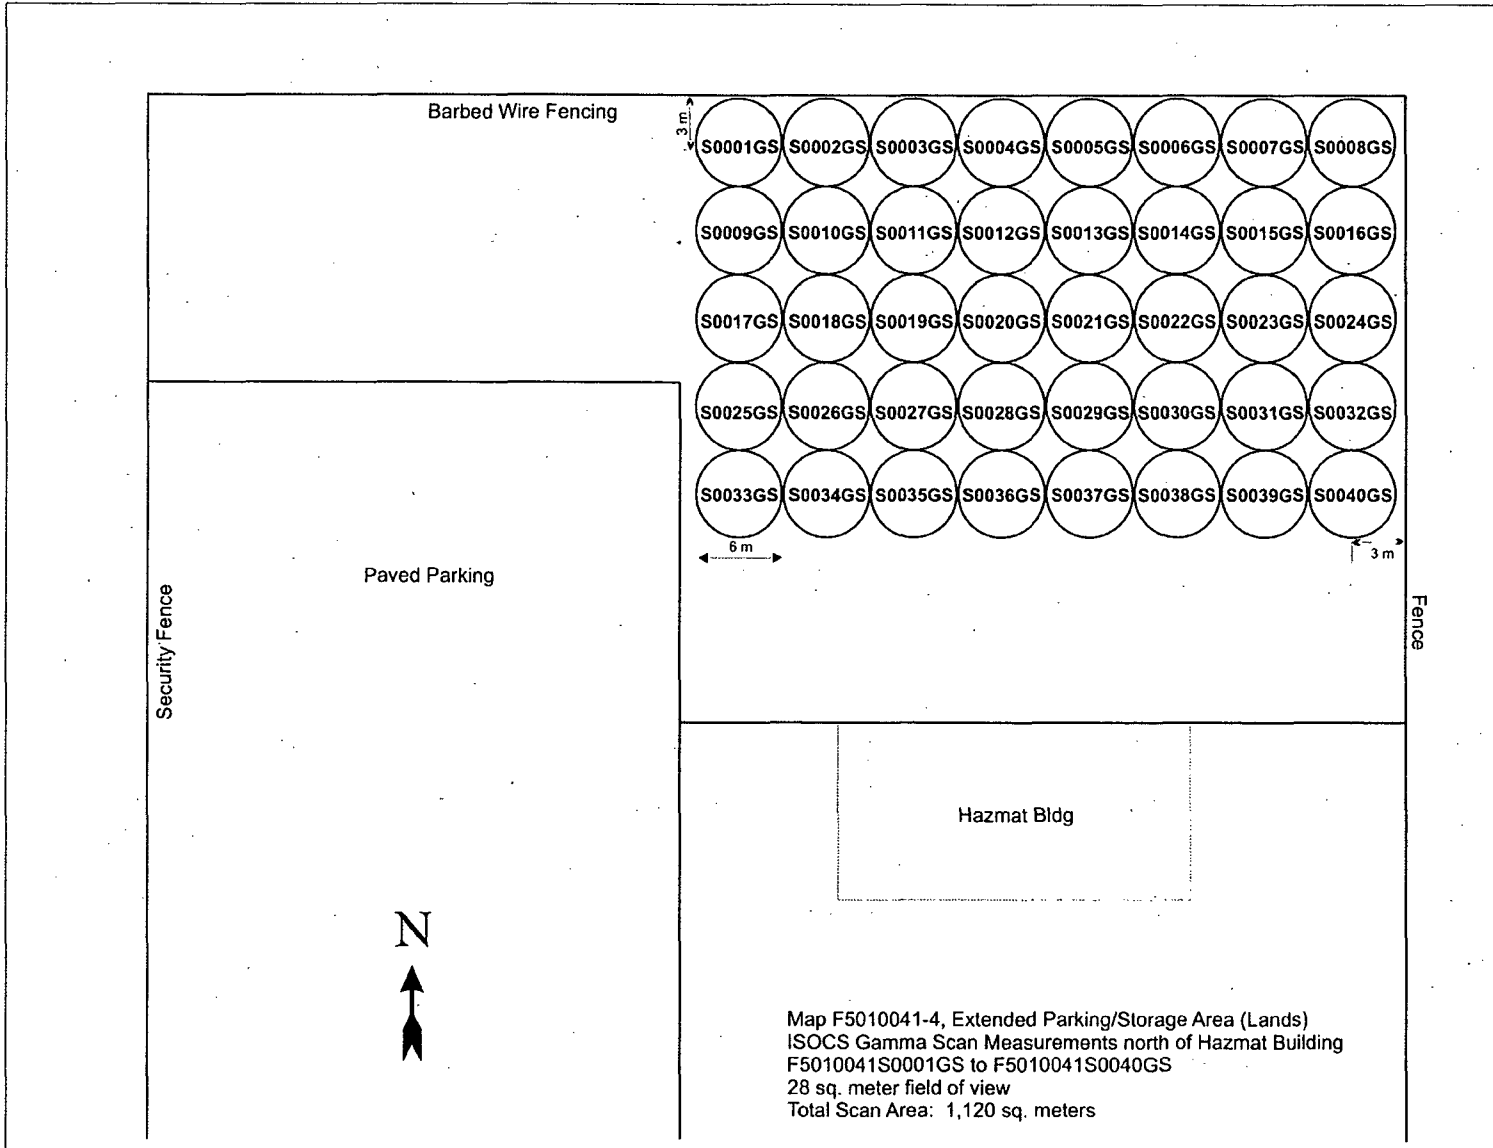 Barbed Wire Fencing
3 m
S0001GS S0002GS S0003GS S0004GS S0005GS S0006GS S0007GS S0008GS
S0009GS S0010GS S0011GS S0012GS S0013GS S0014GS S0015GS S0016GS
S0017GS S0018GS S0019GS S0020GS S0021GS S0022GS S0023GS S0024GS
S0025GS S0026GS S0027GS S0028GS S0029GS S0030GS S0031GS S0032GS
S0033GS S0034GS S0035GS S0036GS S0037GS S0038GS S0039GS S0040GS
6 m
3 m
Paved Parking
Security Fence
Fence
Hazmat Bldg
N
Map F5010041-4, Extended Parking/Storage Area (Lands)
ISOCS Gamma Scan Measurements north of Hazmat Building
F5010041S0001GS to F5010041S0040GS
28 sq. meter field of view
Total Scan Area: 1,120 sq. meters